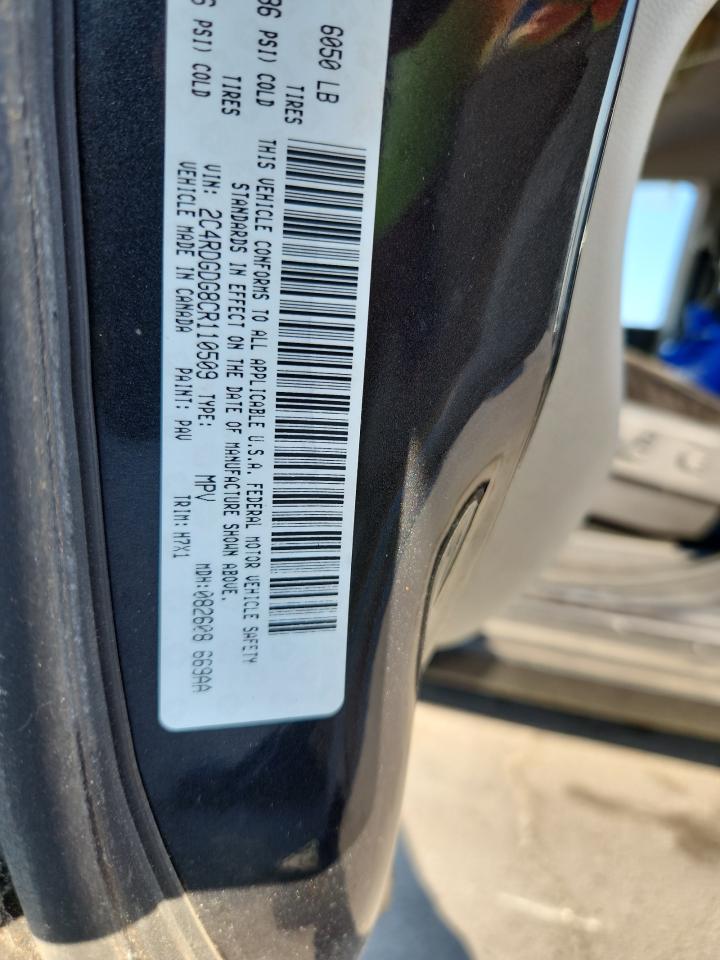 6050 LB
TIRES
36 PSI) COLD
TIRES
PSI) COLD
THIS VEHICLE CONFORMS TO ALL APPLICABLE U.S.A. FEDERAL MOTOR VEHICLE SAFETY
STANDARDS IN EFFECT ON THE DATE OF MANUFACTURE SHOWN ABOVE.
VIN: 2C4RDGDG8CR110509 TYPE: MPV MDH:082608 669AA
VEHICLE MADE IN CANADA PAINT: PAV TRIM: H7X1